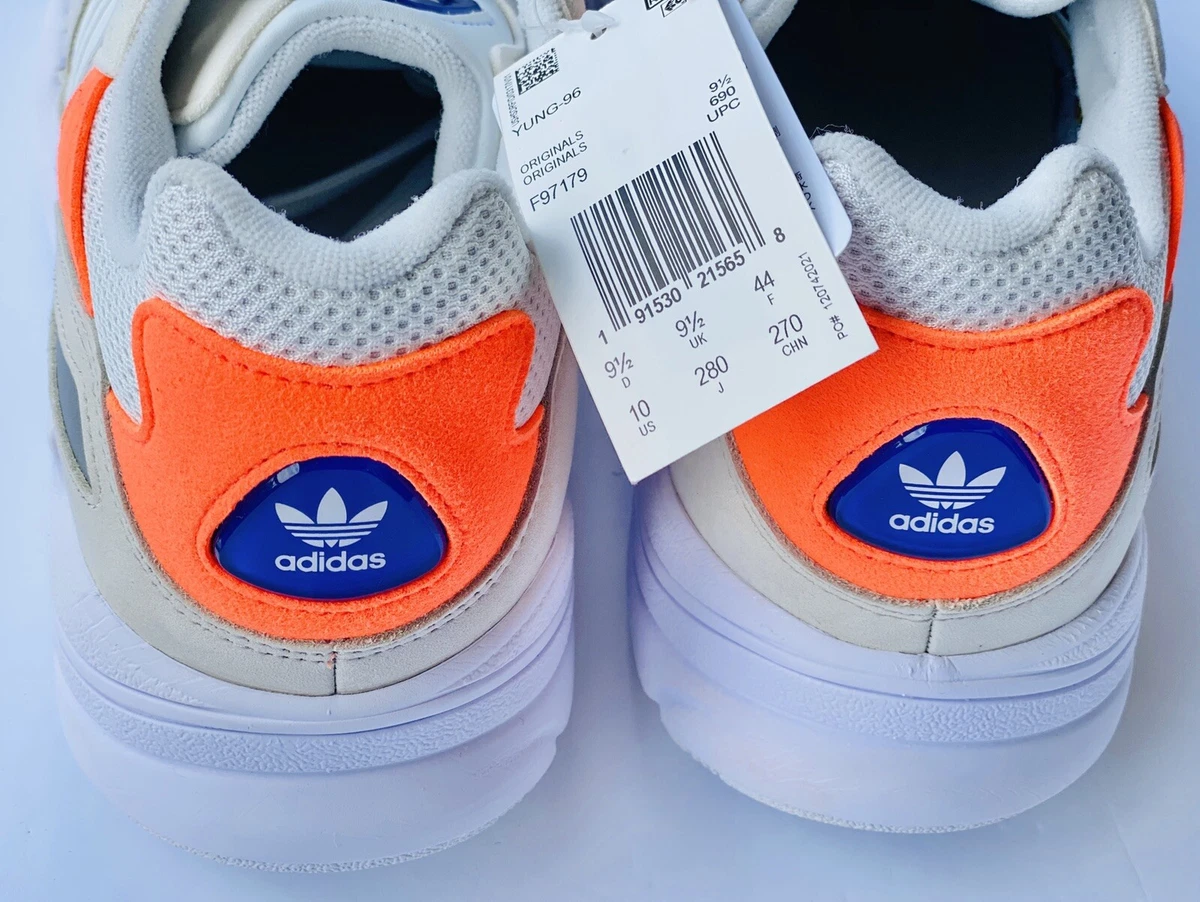 YUNG-96
9½
690
UPC
ORIGINALS
ORIGINALS
F97179
1 91530 21565 8
9½
D
9½
UK
44
F
10
US
280
J
270
CHN
PO# 120742021
adidas
adidas